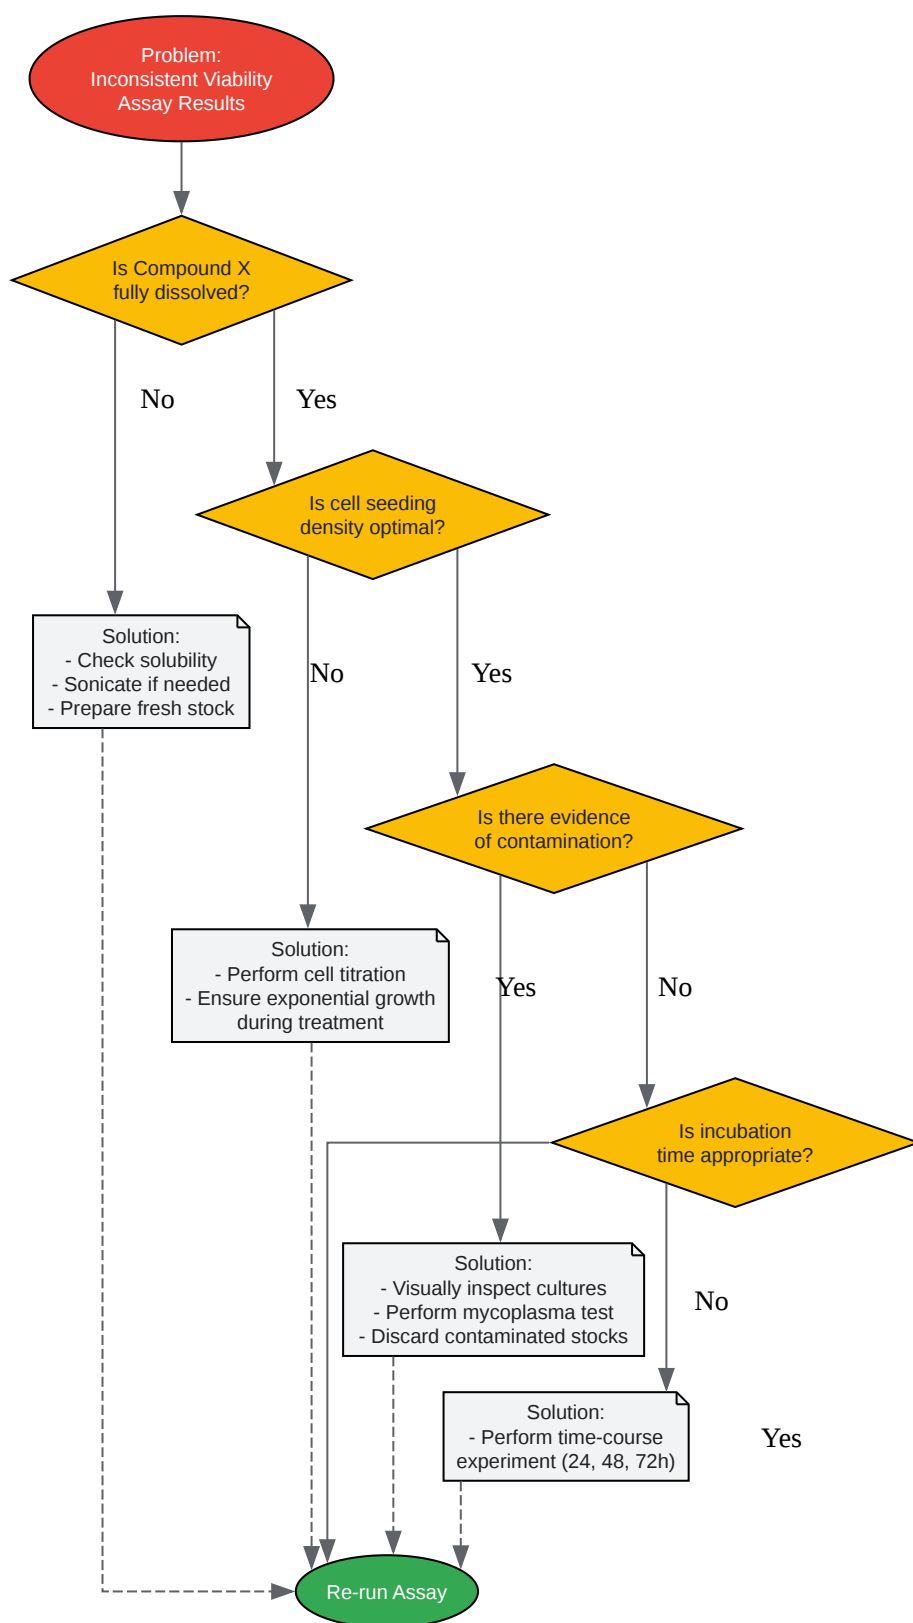 Problem:
Inconsistent Viability
Assay Results
Is Compound X
fully dissolved?
No
Yes
Is cell seeding
density optimal?
Solution:
- Check solubility
- Sonicate if needed
- Prepare fresh stock
No
Yes
Is there evidence
of contamination?
Solution:
- Perform cell titration
- Ensure exponential growth
during treatment
Yes
No
Is incubation
time appropriate?
Solution:
- Visually inspect cultures
- Perform mycoplasma test
- Discard contaminated stocks
No
Solution:
- Perform time-course
experiment (24, 48, 72h)
Yes
Re-run Assay